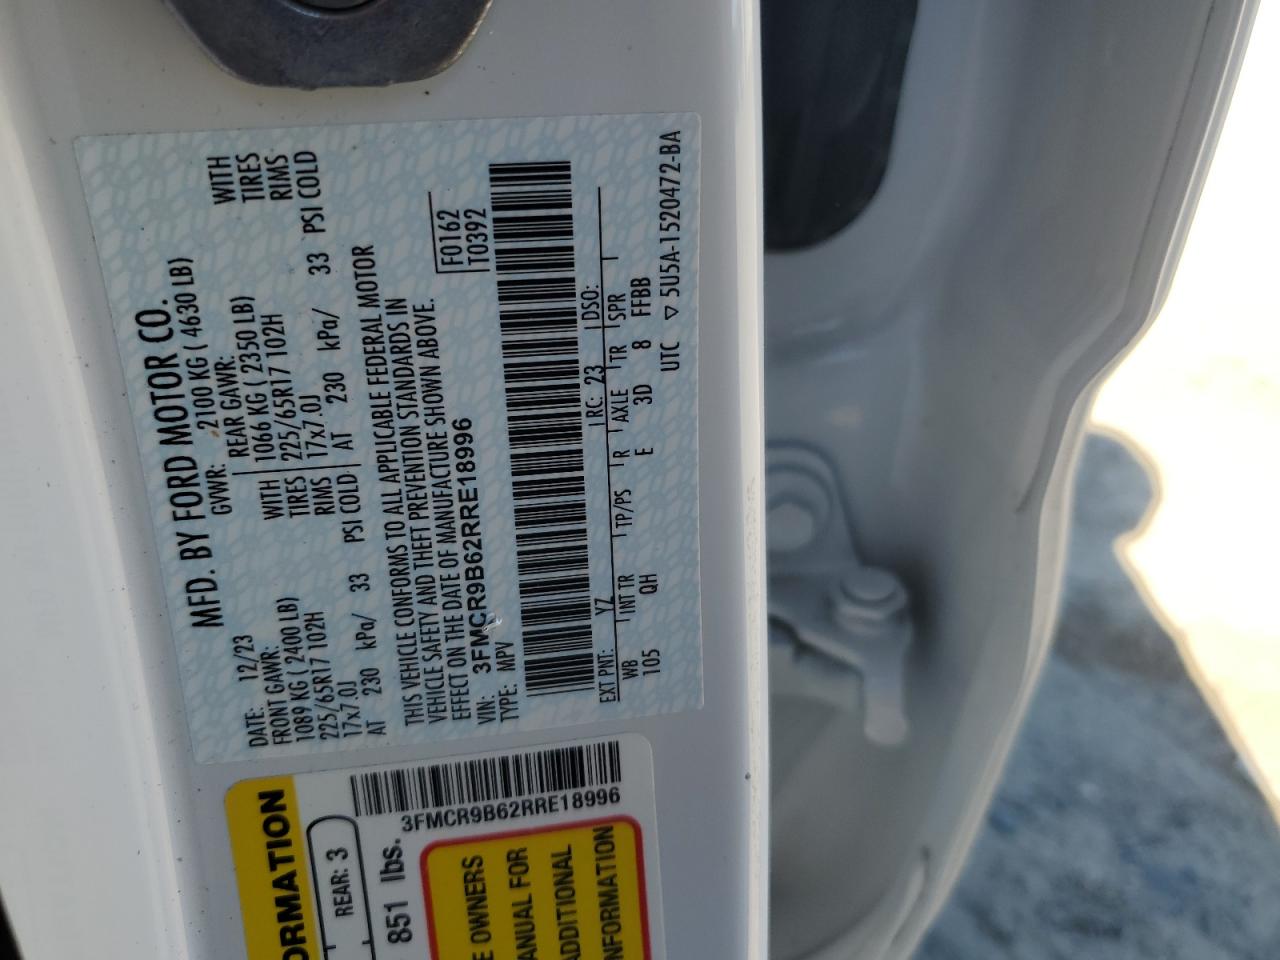 MFD. BY FORD MOTOR CO.
DATE: 12/23 GVWR: 2100 KG ( 4630 LB)
FRONT GAWR: REAR GAWR:
1089 KG ( 2400 LB) WITH 1066 KG ( 2350 LB) WITH
225/65R17 102H TIRES 225/65R17 102H TIRES
17x7.0J RIMS 17x7.0J RIMS
AT 230 kPa/ 33 PSI COLD AT 230 kPa/ 33 PSI COLD
THIS VEHICLE CONFORMS TO ALL APPLICABLE FEDERAL MOTOR
VEHICLE SAFETY AND THEFT PREVENTION STANDARDS IN
EFFECT ON THE DATE OF MANUFACTURE SHOWN ABOVE.
VIN: 3FMCR9B62RRE18996 F0162
TYPE: MPV T0392
EXT PNT: YZ RC: 23 DSO:
WB INT TR TP/PS R AXLE TR SPR
105 QH E 3D 8 FFBB
UTC ▽ 5U5A-1520472-BA
ORMATION
REAR: 3
851 lbs.
3FMCR9B62RRE18996
E OWNERS
ANUAL FOR
ADDITIONAL
NFORMATION